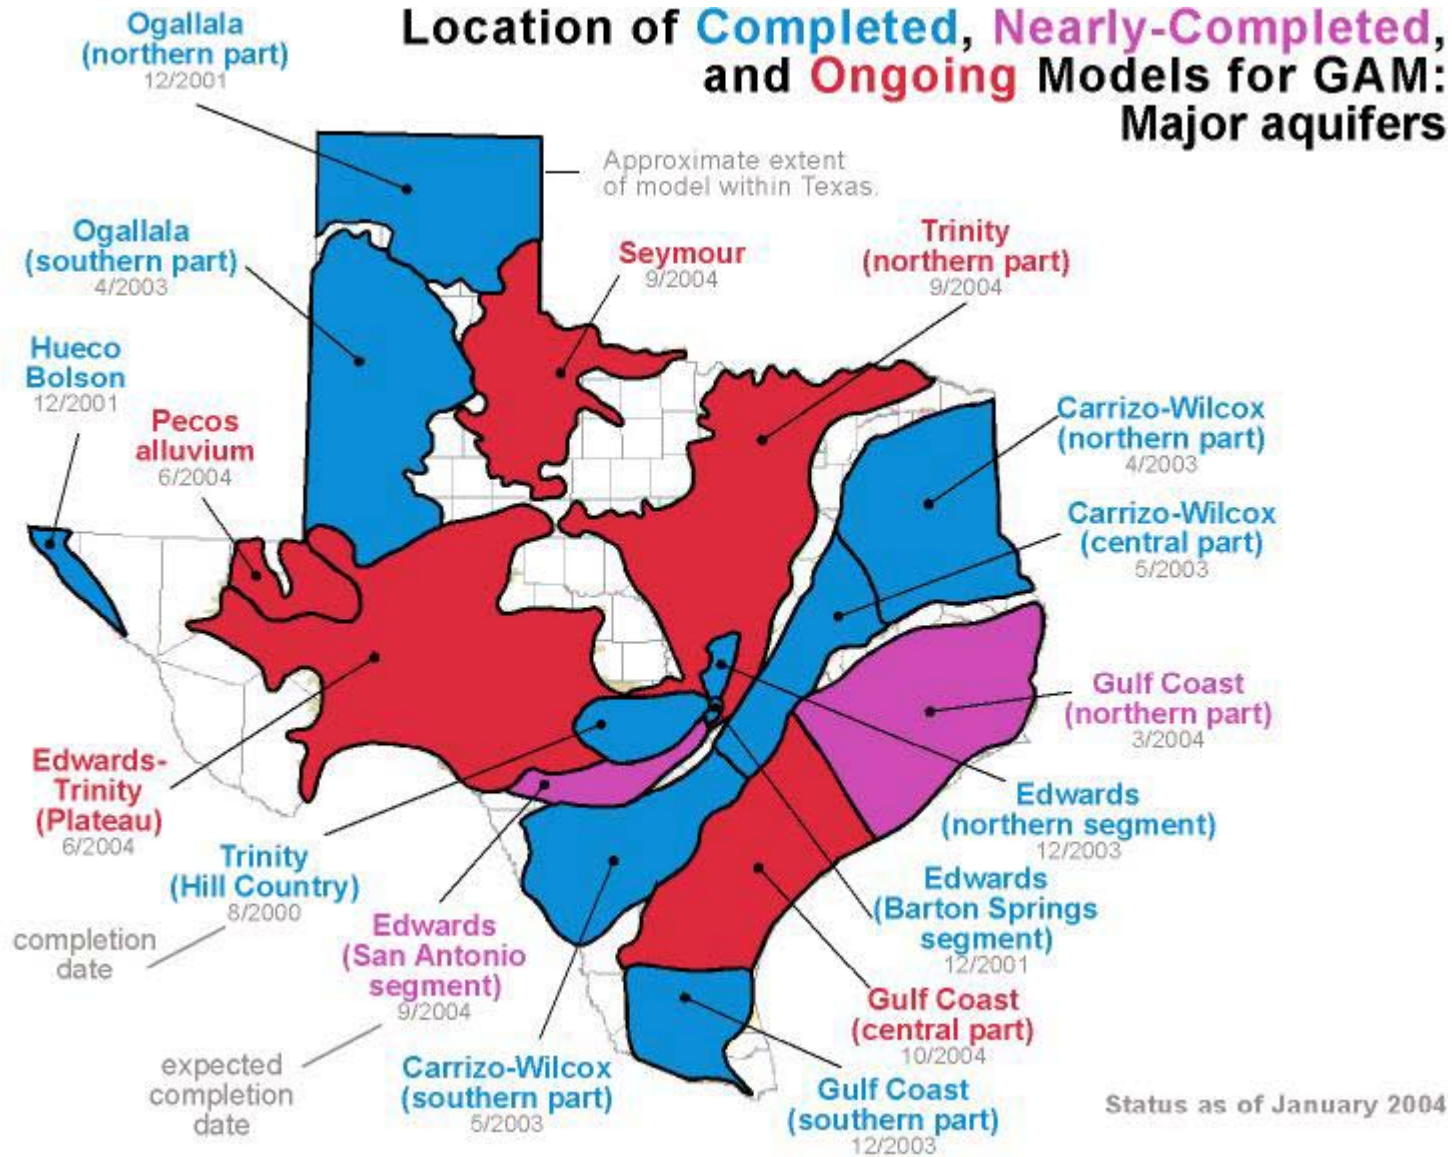 Location of Completed, Nearly-Completed,
and Ongoing Models for GAM:
Major aquifers
Ogallala
(northern part)
12/2001
Approximate extent
of model within Texas.
Ogallala
(southern part)
4/2003
Seymour
9/2004
Trinity
(northern part)
9/2004
Hueco
Bolson
12/2001
Pecos
alluvium
6/2004
Carrizo-Wilcox
(northern part)
4/2003
Carrizo-Wilcox
(central part)
5/2003
Gulf Coast
(northern part)
3/2004
Edwards-
Trinity
(Plateau)
6/2004
Edwards
(northern segment)
12/2003
Trinity
(Hill Country)
8/2000
Edwards
(Barton Springs
segment)
12/2001
completion
date
Edwards
(San Antonio
segment)
9/2004
Gulf Coast
(central part)
10/2004
expected
completion
date
Carrizo-Wilcox
(southern part)
5/2003
Gulf Coast
(southern part)
12/2003
Status as of January 2004